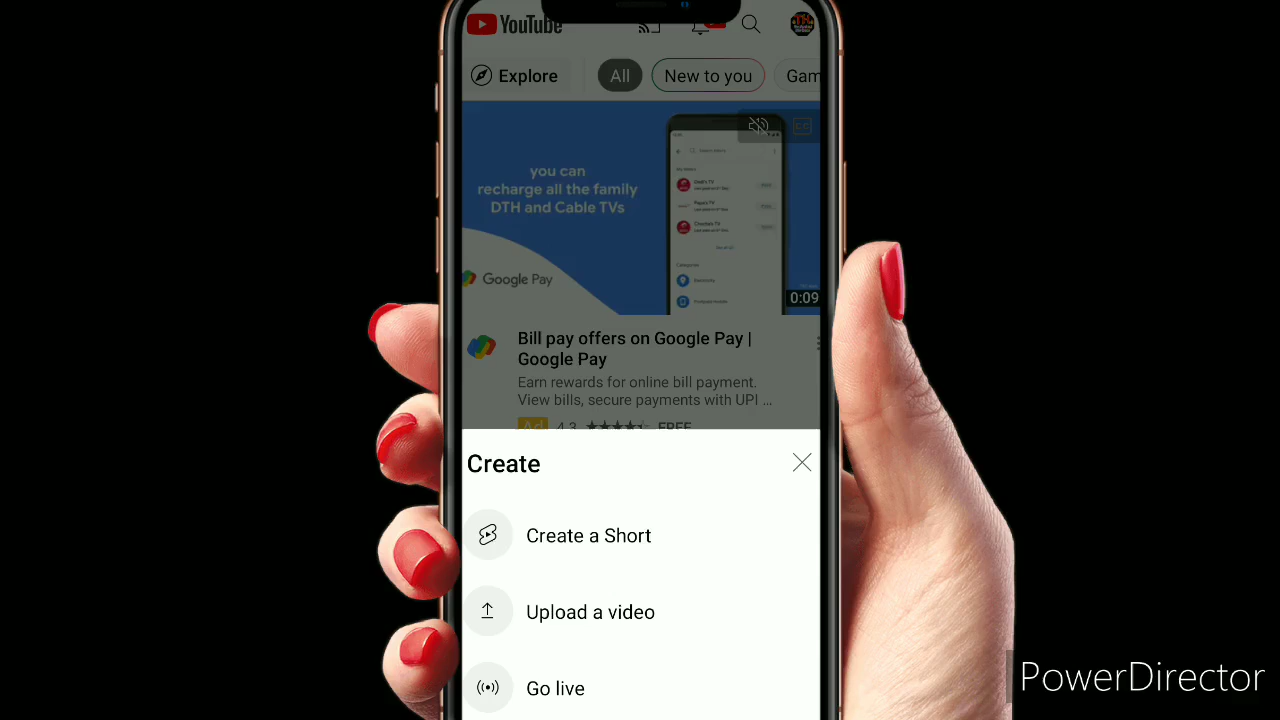 YouTube
Explore
All
New to you
Gam
you can
recharge all the family
DTH and Cable TVs
Google Pay
0:09
Bill pay offers on Google Pay |
Google Pay
Earn rewards for online bill payment.
View bills, secure payments with UPI ...
Ad 4.3 FREE
Create
Create a Short
Upload a video
Go live
PowerDirector